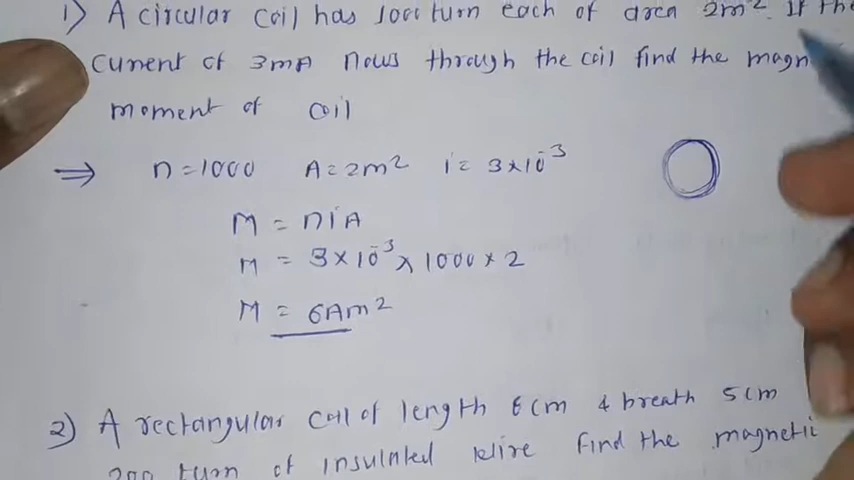 1) A circular coil has 1000 turn each of area 2m². If the
current of 3mA flows through the coil find the magn
moment of coil
⇒ n = 1000 A = 2m² i = 3×10⁻³
M = niA
M = 3×10⁻³ × 1000 × 2
M = 6Am²
2) A rectangular coil of length 6cm & breath 5cm
200 turn of insulated wire find the magnetic